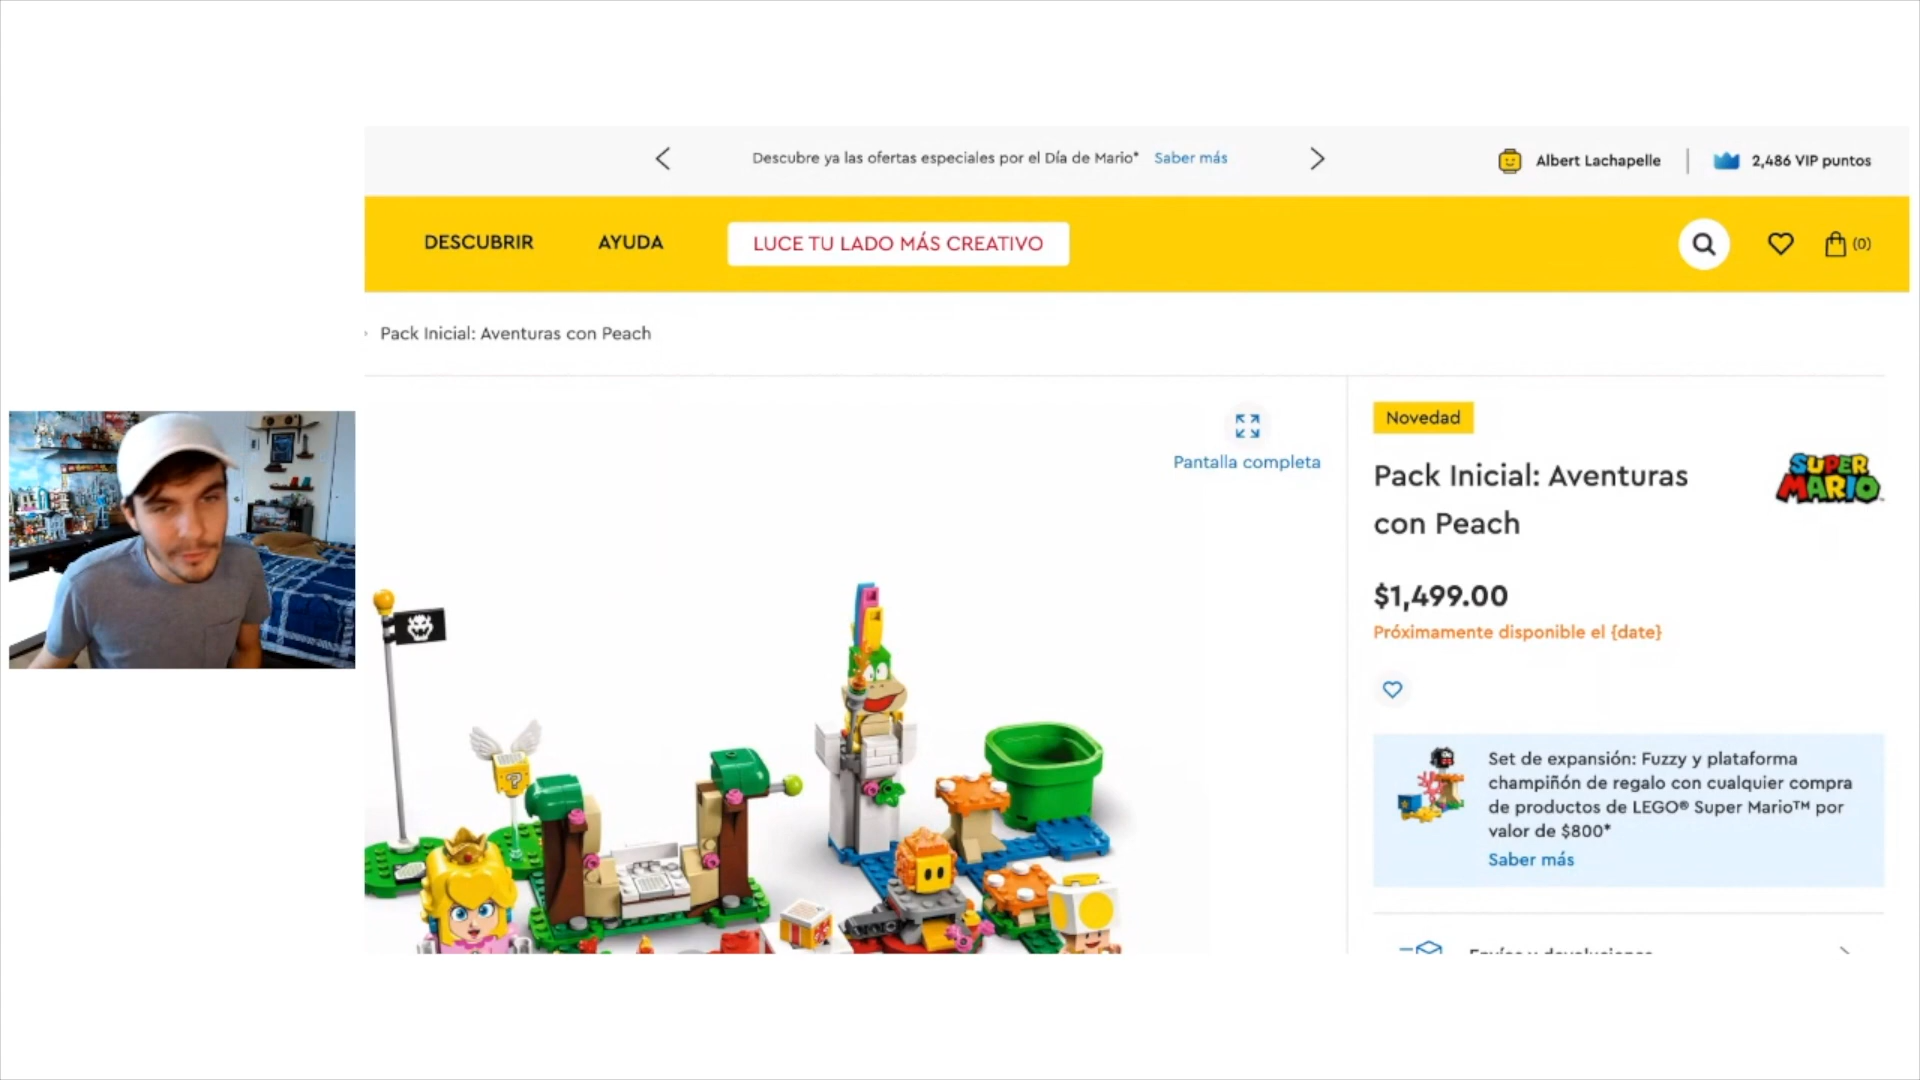 Descubre ya las ofertas especiales por el Día de Mario* Saber más
Albert Lachapelle
2,486 VIP puntos
DESCUBRIR
AYUDA
LUCE TU LADO MÁS CREATIVO
(0)
Pack Inicial: Aventuras con Peach
Pantalla completa
Novedad
Pack Inicial: Aventuras
con Peach
SUPER
MARIO
$1,499.00
Próximamente disponible el {date}
Set de expansión: Fuzzy y plataforma
champiñón de regalo con cualquier compra
de productos de LEGO® Super Mario™ por
valor de $800*
Saber más
Envíos y devoluciones